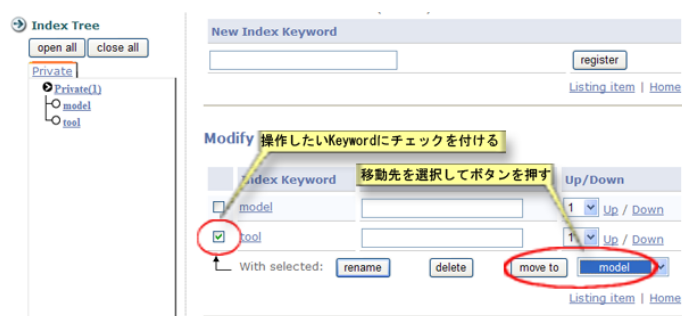 Index Tree
open all close all
Private
Private(1)
model
tool
New Index Keyword
register
Listing item | Home
Modify
操作したいKeywordにチェックを付ける
移動先を選択してボタンを押す
Index Keyword Up/Down
model 1 Up / Down
tool 1 Up / Down
With selected: rename delete move to model
Listing item | Home